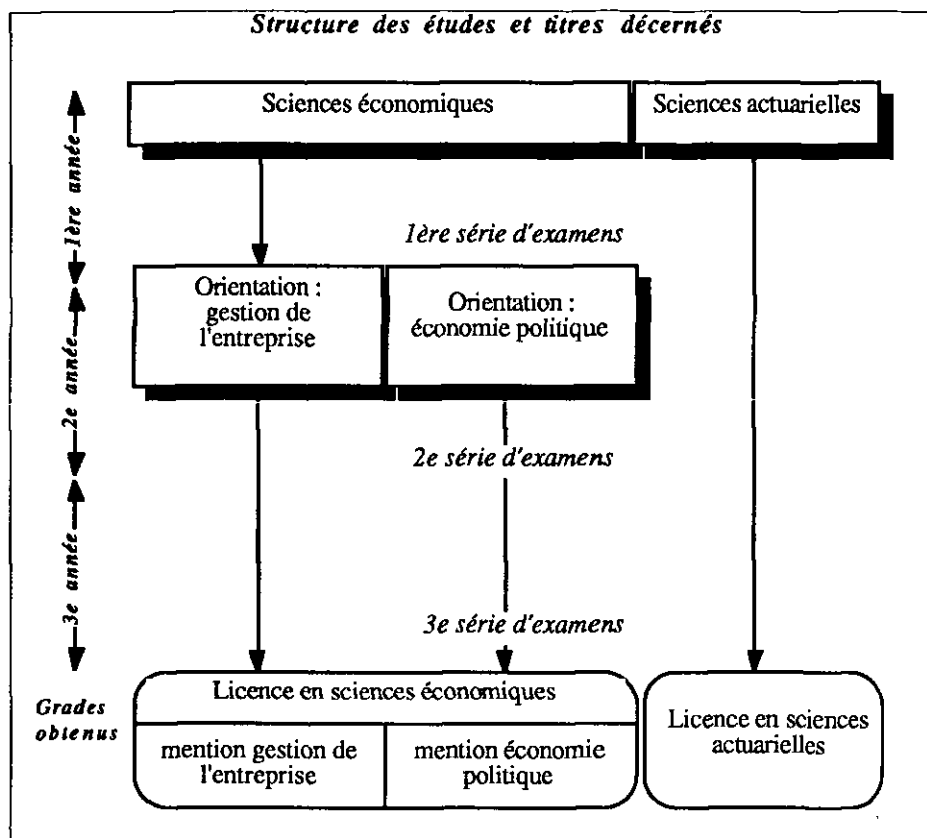 Structure des études et titres décernés
Sciences économiques
Sciences actuarielles
1ère année
1ère série d'examens
Orientation :
gestion de
l'entreprise
Orientation :
économie politique
2e année
2e série d'examens
3e année
3e série d'examens
Grades
obtenus
Licence en sciences économiques
mention gestion de
l'entreprise
mention économie
politique
Licence en sciences
actuarielles